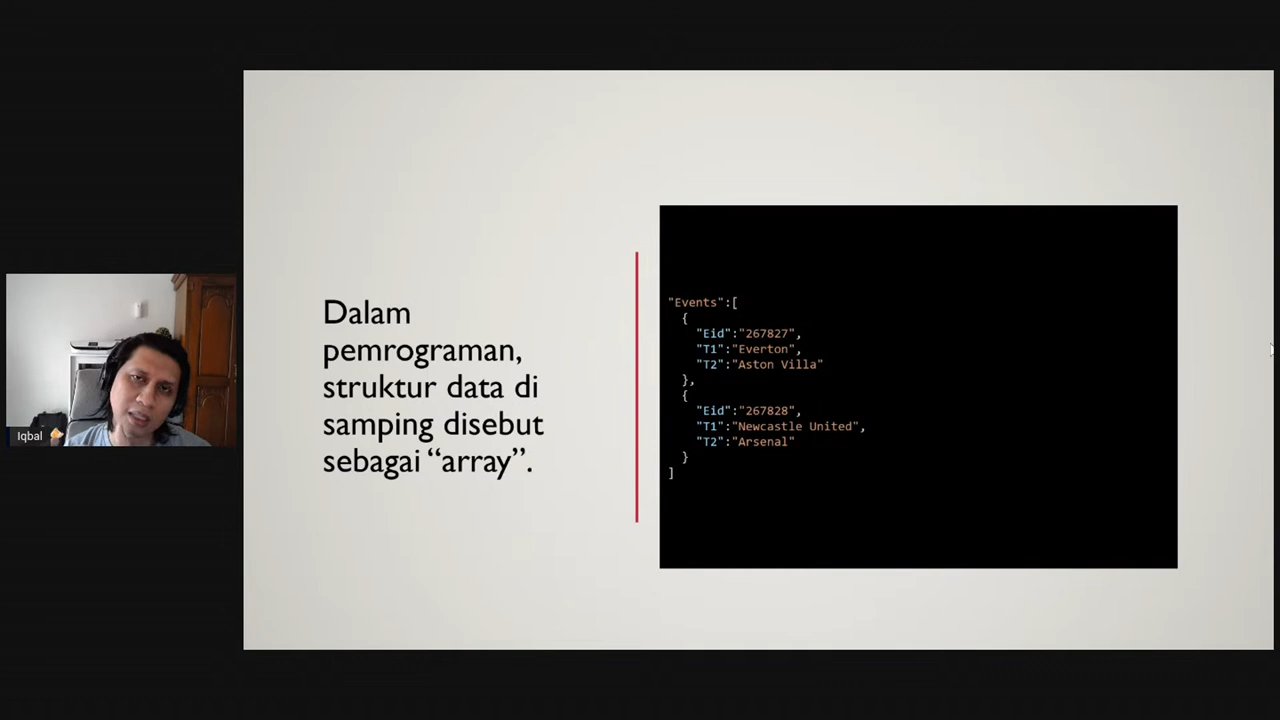 Dalam
pemrograman,
struktur data di
samping disebut
sebagai “array”.
"Events":[
{
"Eid":"267827",
"T1":"Everton",
"T2":"Aston Villa"
},
{
"Eid":"267828",
"T1":"Newcastle United",
"T2":"Arsenal"
}
]
Iqbal